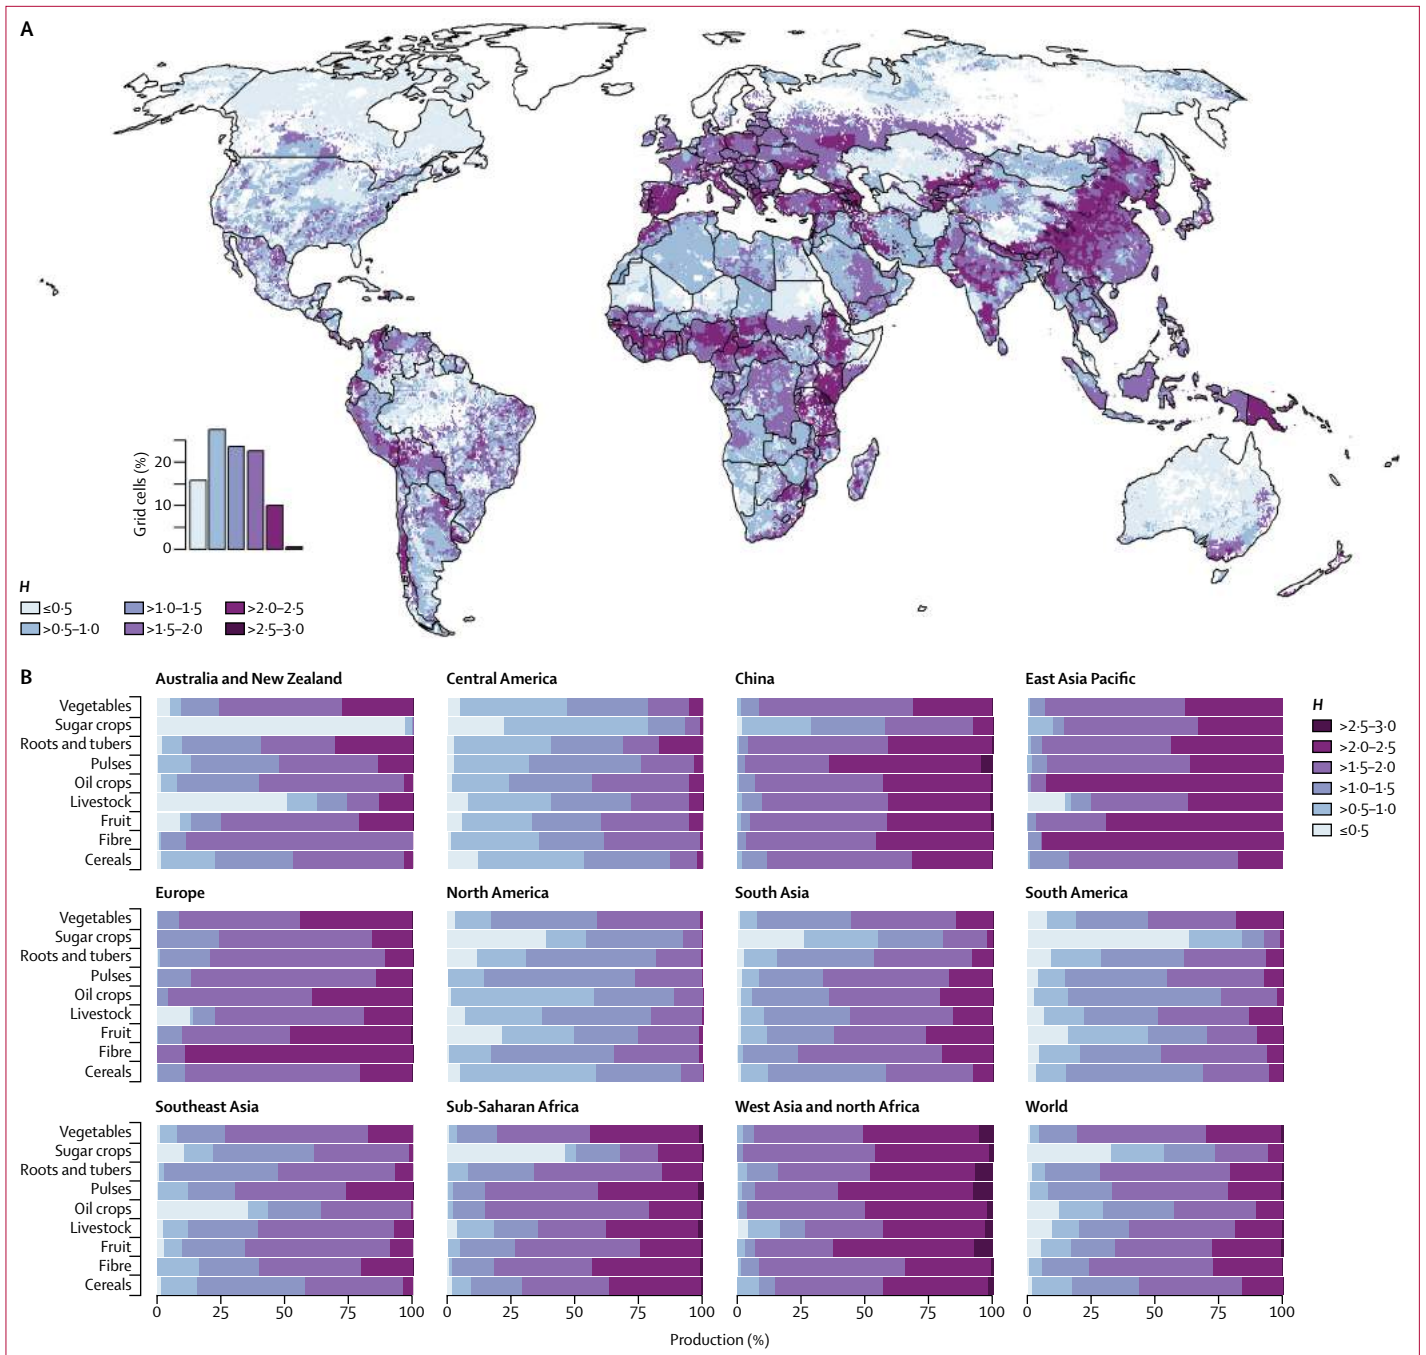 A
Grid cells (%)
20
10
0
H
≤0·5 >1·0–1·5 >2·0–2·5
>0·5–1·0 >1·5–2·0 >2·5–3·0
B
Australia and New Zealand Central America China East Asia Pacific
Vegetables
Sugar crops
Roots and tubers
Pulses
Oil crops
Livestock
Fruit
Fibre
Cereals
H
>2·5–3·0
>2·0–2·5
>1·5–2·0
>1·0–1·5
>0·5–1·0
≤0·5
Europe North America South Asia South America
Vegetables
Sugar crops
Roots and tubers
Pulses
Oil crops
Livestock
Fruit
Fibre
Cereals
Southeast Asia Sub-Saharan Africa West Asia and north Africa World
Vegetables
Sugar crops
Roots and tubers
Pulses
Oil crops
Livestock
Fruit
Fibre
Cereals
0 25 50 75 100 0 25 50 75 100 0 25 50 75 100 0 25 50 75 100
Production (%)